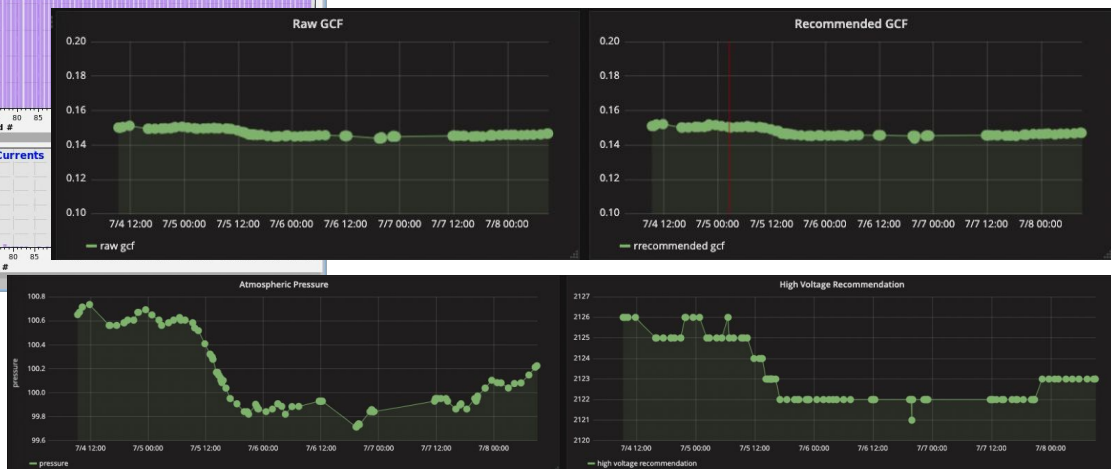 80 85
d #
Currents
80 85
#
Raw GCF
0.20
0.18
0.16
0.14
0.12
0.10
7/4 12:00 7/5 00:00 7/5 12:00 7/6 00:00 7/6 12:00 7/7 00:00 7/7 12:00 7/8 00:00
raw gcf
Recommended GCF
0.20
0.18
0.16
0.14
0.12
0.10
7/4 12:00 7/5 00:00 7/5 12:00 7/6 00:00 7/6 12:00 7/7 00:00 7/7 12:00 7/8 00:00
rrecommended gcf
Atmospheric Pressure
pressure
100.8
100.6
100.4
100.2
100.0
99.8
99.6
7/4 12:00 7/5 00:00 7/5 12:00 7/6 00:00 7/6 12:00 7/7 00:00 7/7 12:00 7/8 00:00
pressure
High Voltage Recommendation
2127
2126
2125
2124
2123
2122
2121
2120
7/4 12:00 7/5 00:00 7/5 12:00 7/6 00:00 7/6 12:00 7/7 00:00 7/7 12:00 7/8 00:00
high voltage recommendation